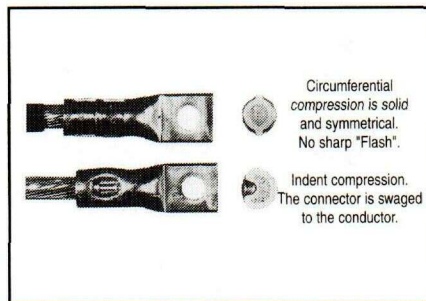 Circumferential
compression is solid
and symmetrical.
No sharp "Flash".
Indent compression.
The connector is swaged
to the conductor.